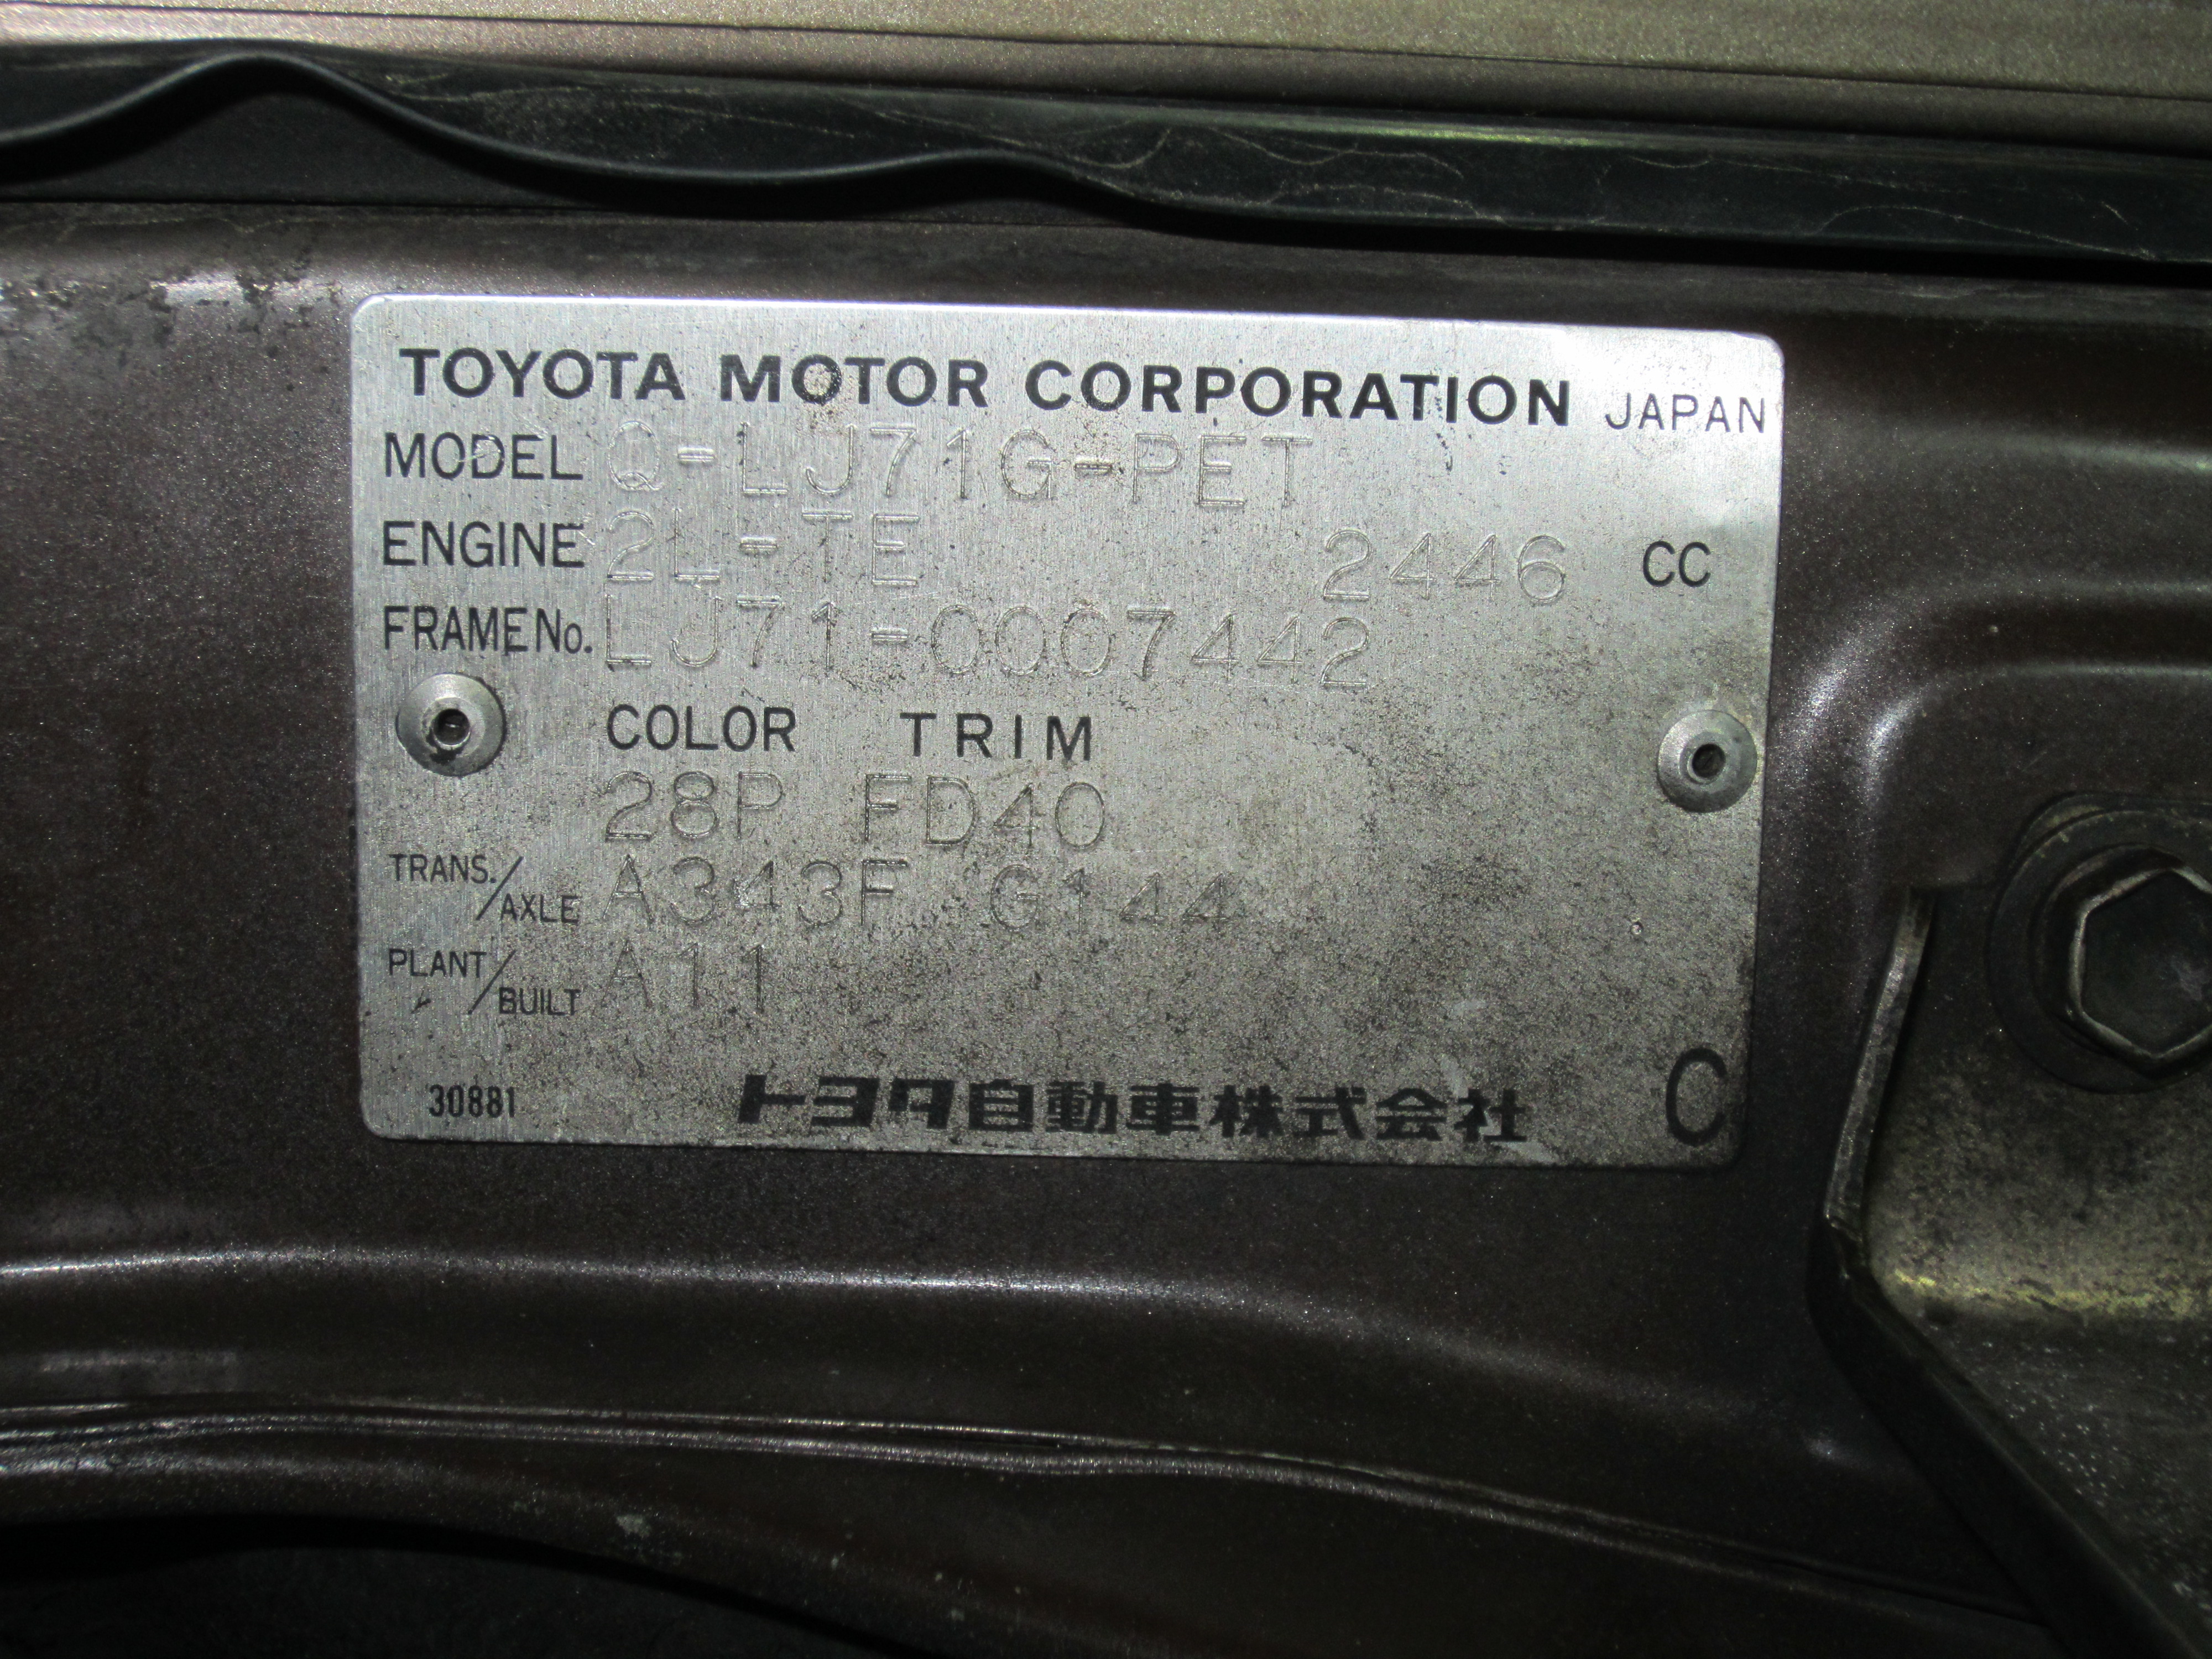 TOYOTA MOTOR CORPORATION JAPAN
MODEL Q-LJ71G-PET
ENGINE 2L-TE 2446 CC
FRAME No. LJ71-0007442
COLOR TRIM
28P FD40
TRANS./AXLE A343F G144
PLANT/BUILT A11
30881 トヨタ自動車株式会社 C